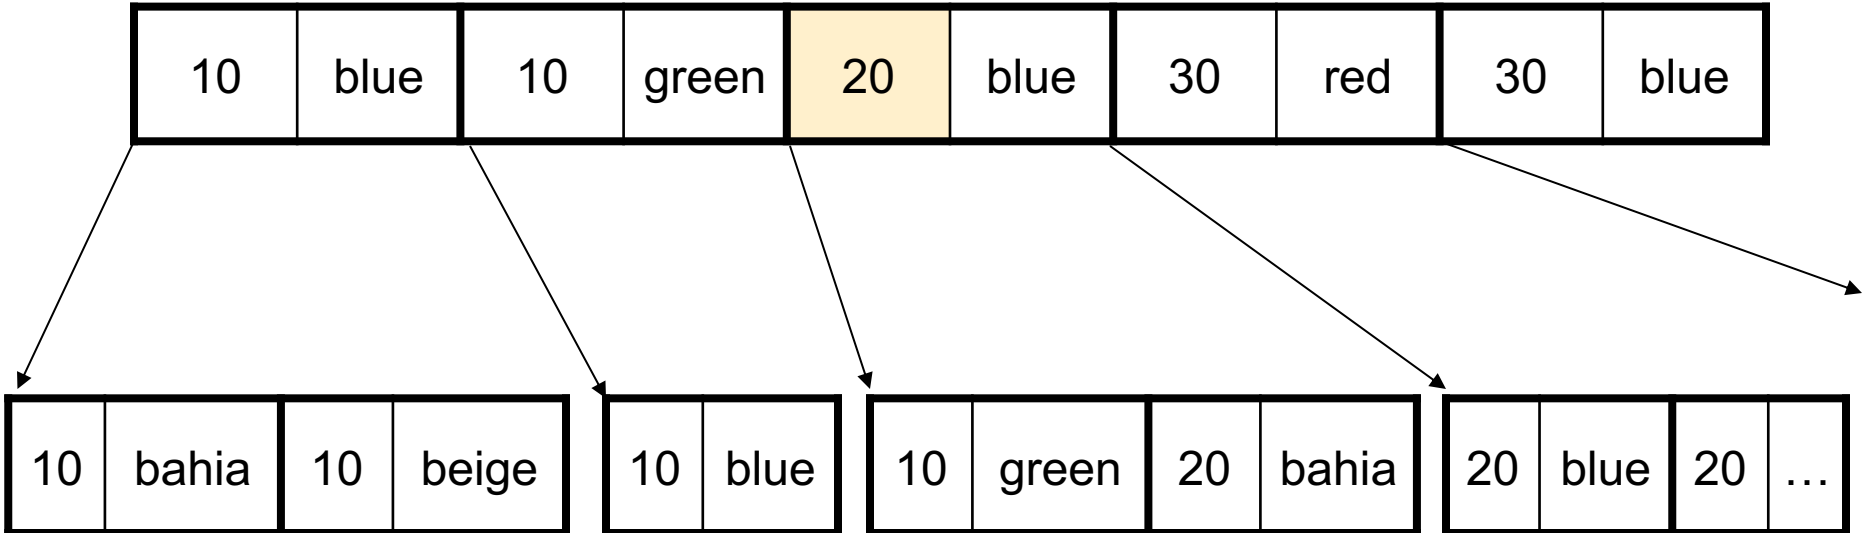 10 blue 10 green 20 blue 30 red 30 blue
10 bahia 10 beige 10 blue 10 green 20 bahia 20 blue 20 …